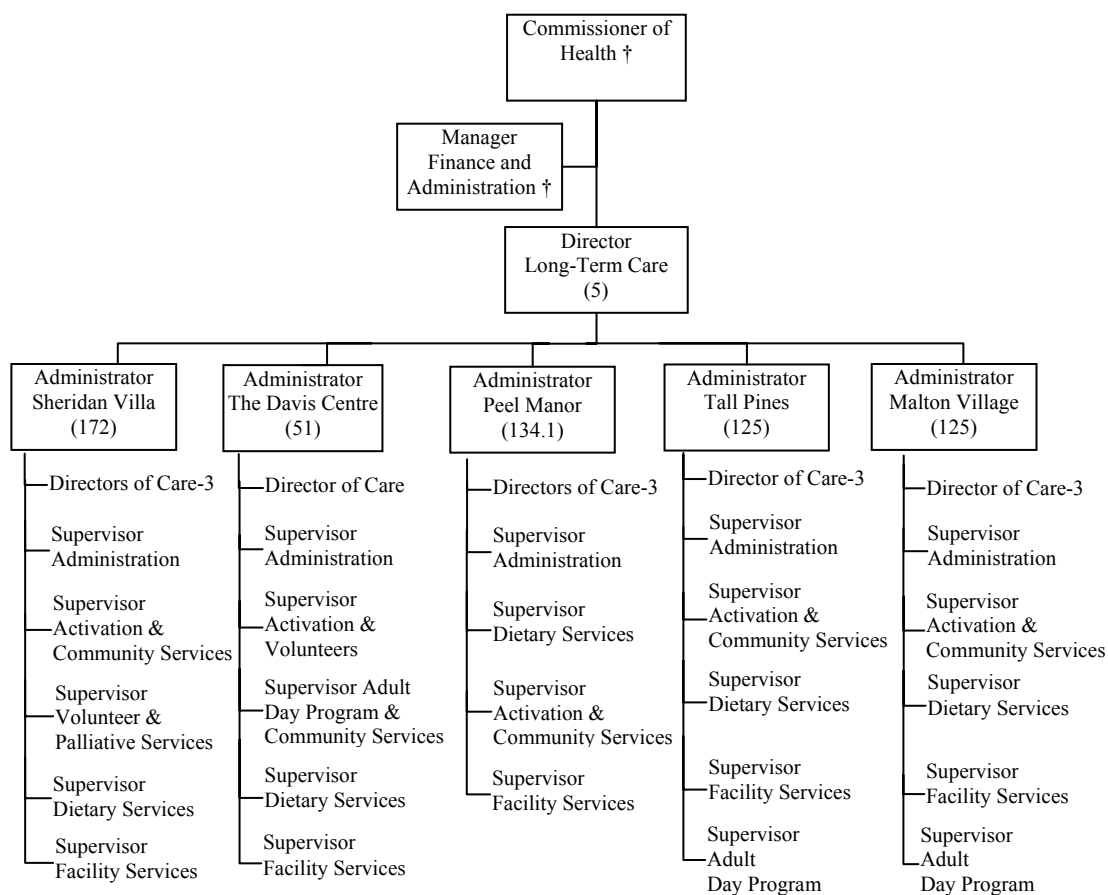 Commissioner of
Health †
Manager
Finance and
Administration †
Director
Long-Term Care
(5)
Administrator
Sheridan Villa
(172)
Directors of Care-3
Supervisor
Administration
Supervisor
Activation &
Community Services
Supervisor
Volunteer &
Palliative Services
Supervisor
Dietary Services
Supervisor
Facility Services
Administrator
The Davis Centre
(51)
Director of Care
Supervisor
Administration
Supervisor
Activation &
Volunteers
Supervisor Adult
Day Program &
Community Services
Supervisor
Dietary Services
Supervisor
Facility Services
Administrator
Peel Manor
(134.1)
Directors of Care-3
Supervisor
Administration
Supervisor
Dietary Services
Supervisor
Activation &
Community Services
Supervisor
Facility Services
Administrator
Tall Pines
(125)
Director of Care-3
Supervisor
Administration
Supervisor
Activation &
Community Services
Supervisor
Dietary Services
Supervisor
Facility Services
Supervisor
Adult
Day Program
Administrator
Malton Village
(125)
Director of Care-3
Supervisor
Administration
Supervisor
Activation &
Community Services
Supervisor
Dietary Services
Supervisor
Facility Services
Supervisor
Adult
Day Program